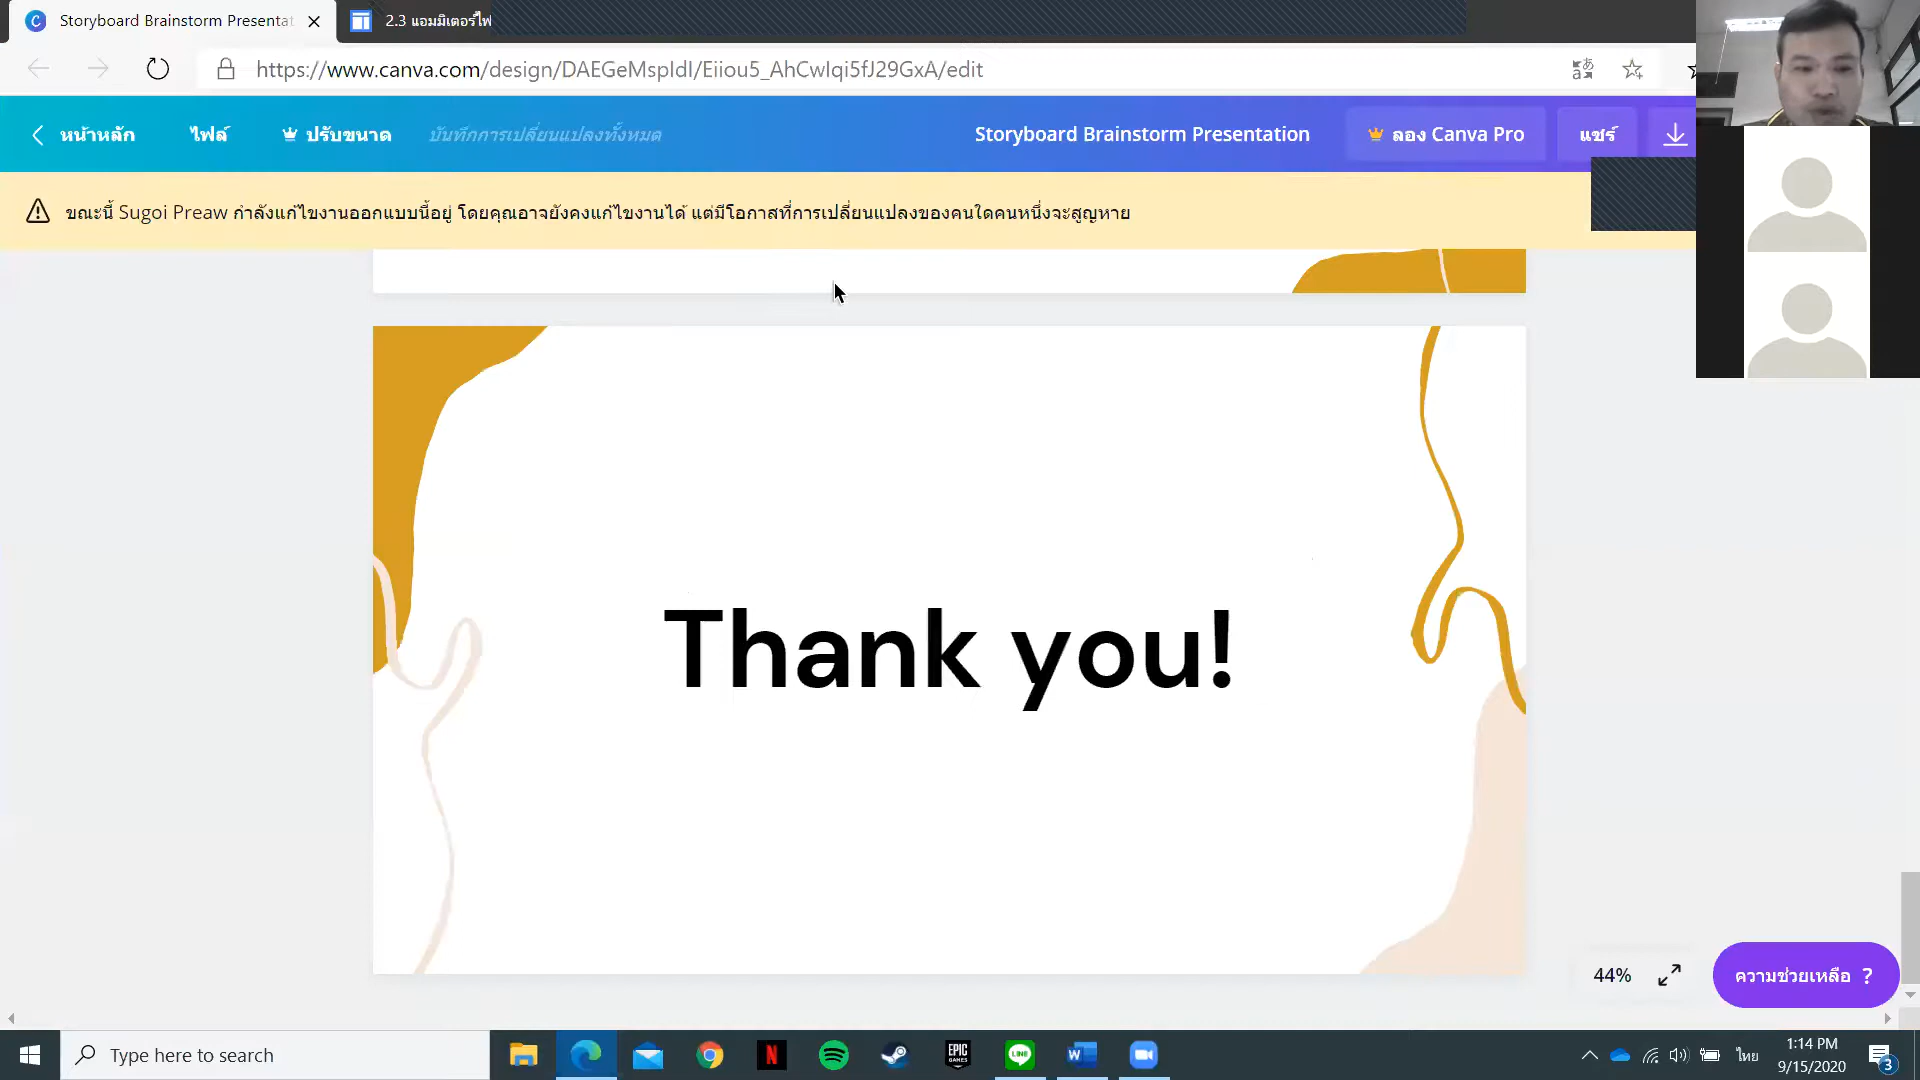 Storyboard Brainstorm Presentat
2.3 แอมมิเตอร์ไฟ
https://www.canva.com/design/DAEGeMspIdI/Eiiou5_AhCwIqi5fJ29GxA/edit
หน้าหลัก
ไฟล์
ปรับขนาด
บันทึกการเปลี่ยนแปลงทั้งหมด
Storyboard Brainstorm Presentation
ลอง Canva Pro
แชร์
ขณะนี้ Sugoi Preaw กำลังแก้ไขงานออกแบบนี้อยู่ โดยคุณอาจยังคงแก้ไขงานได้ แต่มีโอกาสที่การเปลี่ยนแปลงของคนใดคนหนึ่งจะสูญหาย
Thank you!
44%
ความช่วยเหลือ ?
Type here to search
N
EPIC
GAMES
LINE
W
ไทย
1:14 PM
9/15/2020
3